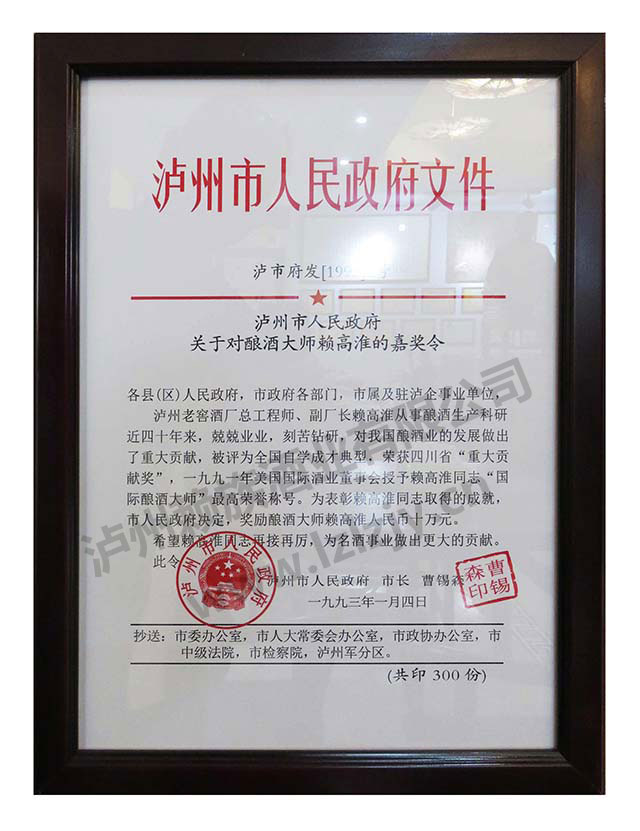 泸州市人民政府文件
泸市府发[199
泸州市人民政府
关于对酿酒大师赖高淮的嘉奖令
各县(区)人民政府，市政府各部门，市属及驻泸企事业单位，
泸州老窖酒厂总工程师、副厂长赖高淮从事酿酒生产科研
近四十年来，兢兢业业，刻苦钻研，对我国酿酒业的发展做出
了重大贡献，被评为全国自学成才典型，荣获四川省“重大贡
献奖”，一九九一年美国国际酒业董事会授予赖高淮同志“国
际酿酒大师”最高荣誉称号。为表彰赖高淮同志取得的成就，
市人民政府决定，奖励酿酒大师赖高淮人民币十万元。
希望赖高淮同志再接再厉，为名酒事业做出更大的贡献。
此令
泸州市人民政府 市长 曹锡森
一九九三年一月四日
泸州市人民政府
曹锡森印
抄送：市委办公室，市人大常委会办公室，市政协办公室，市
中级法院，市检察院，泸州军分区。
(共印 300 份)
泸州赖族酒业有限公司